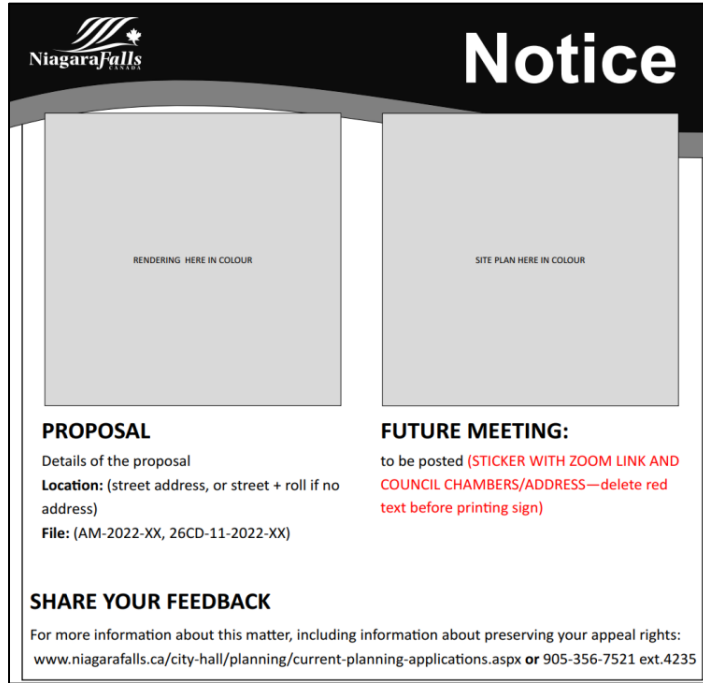 NiagaraFalls
CANADA
Notice
RENDERING HERE IN COLOUR
SITE PLAN HERE IN COLOUR
PROPOSAL
Details of the proposal
Location: (street address, or street + roll if no
address)
File: (AM-2022-XX, 26CD-11-2022-XX)
FUTURE MEETING:
to be posted (STICKER WITH ZOOM LINK AND
COUNCIL CHAMBERS/ADDRESS—delete red
text before printing sign)
SHARE YOUR FEEDBACK
For more information about this matter, including information about preserving your appeal rights:
www.niagarafalls.ca/city-hall/planning/current-planning-applications.aspx or 905-356-7521 ext.4235